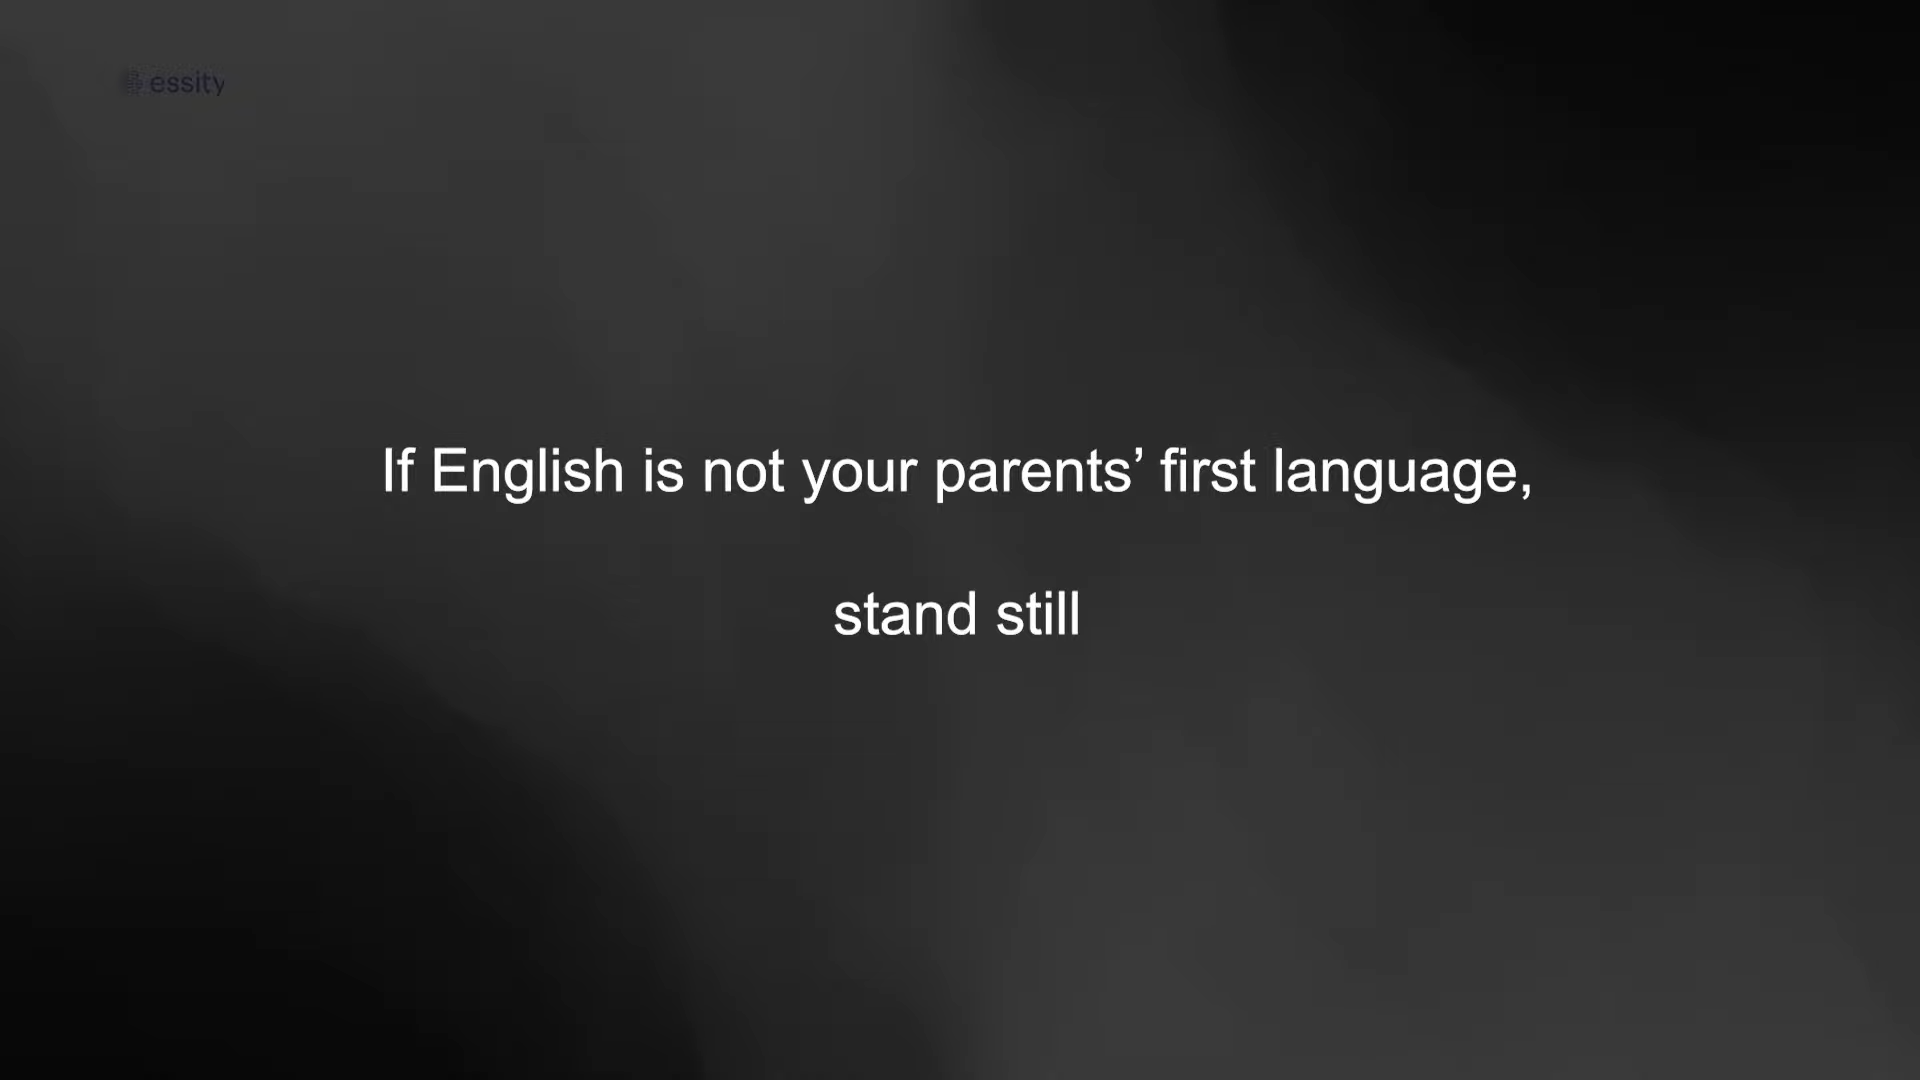 essity
If English is not your parents’ first language,
stand still